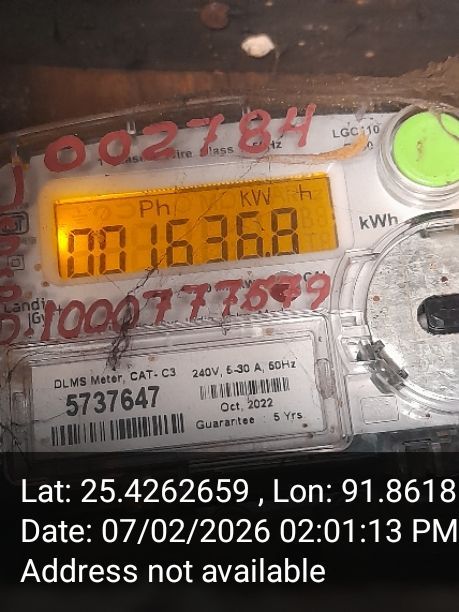 002784
LGC110
Ph kW h
001636.8
kWh
1000777679
DLMS Meter, CAT- C3
240V, 5-30 A, 50Hz
5737647
Oct, 2022
Guarantee : 5 Yrs.
Lat: 25.4262659 , Lon: 91.8618
Date: 07/02/2026 02:01:13 PM
Address not available